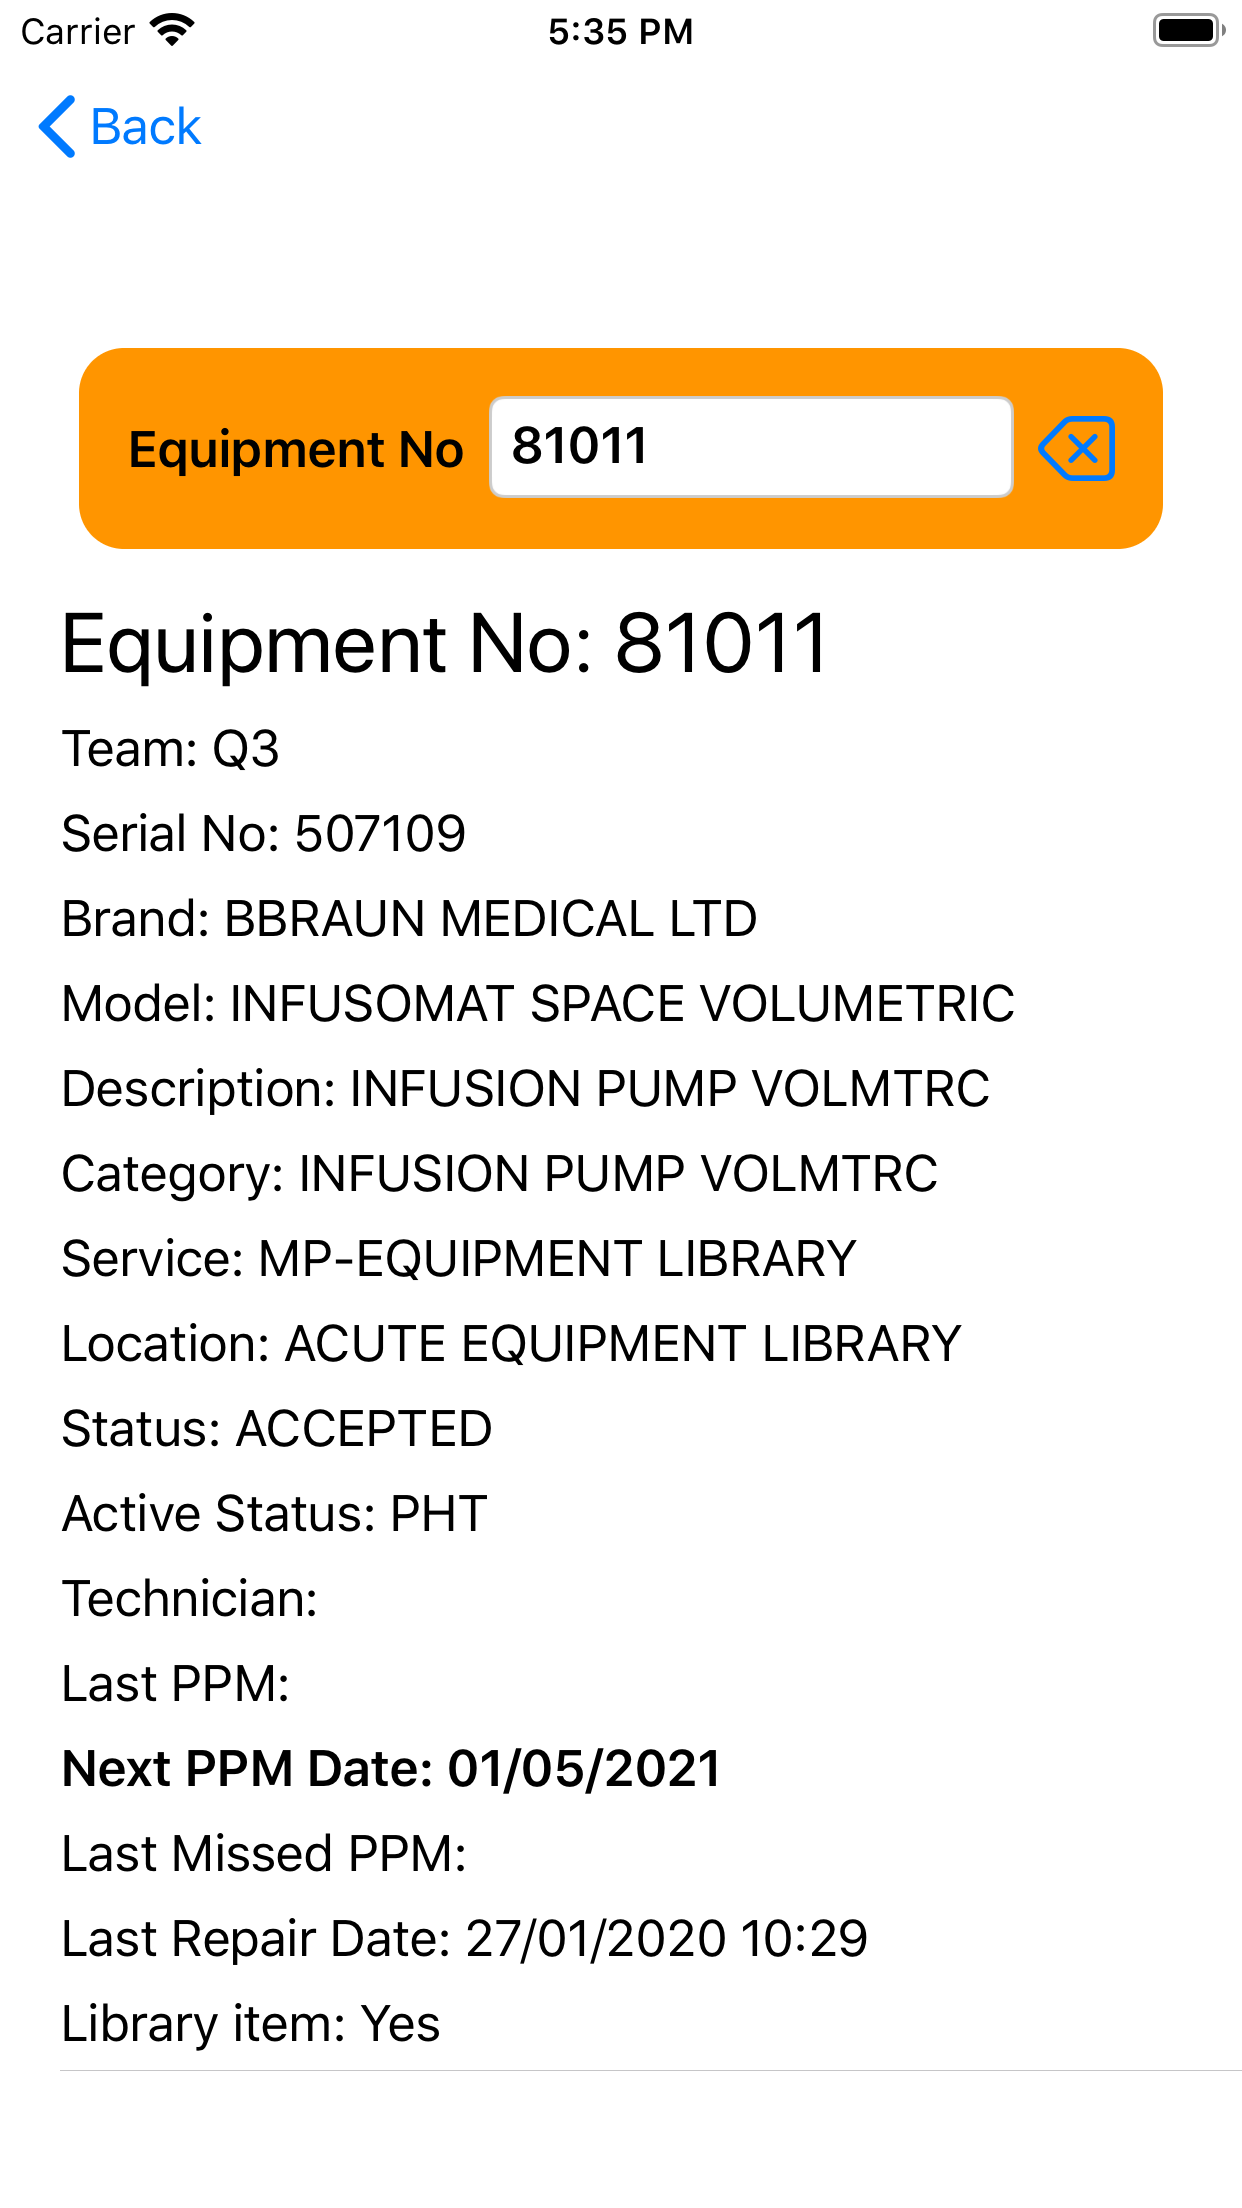 Carrier 5:35 PM
Back
Equipment No 81011
Equipment No: 81011
Team: Q3
Serial No: 507109
Brand: BBRAUN MEDICAL LTD
Model: INFUSOMAT SPACE VOLUMETRIC
Description: INFUSION PUMP VOLMTRC
Category: INFUSION PUMP VOLMTRC
Service: MP-EQUIPMENT LIBRARY
Location: ACUTE EQUIPMENT LIBRARY
Status: ACCEPTED
Active Status: PHT
Technician:
Last PPM:
Next PPM Date: 01/05/2021
Last Missed PPM:
Last Repair Date: 27/01/2020 10:29
Library item: Yes